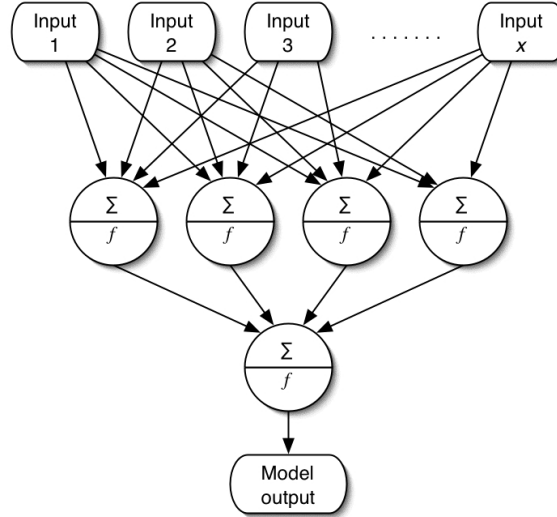 Input
1
Input
2
Input
3
.......
Input
x
Σ
f
Σ
f
Σ
f
Σ
f
Σ
f
Model
output